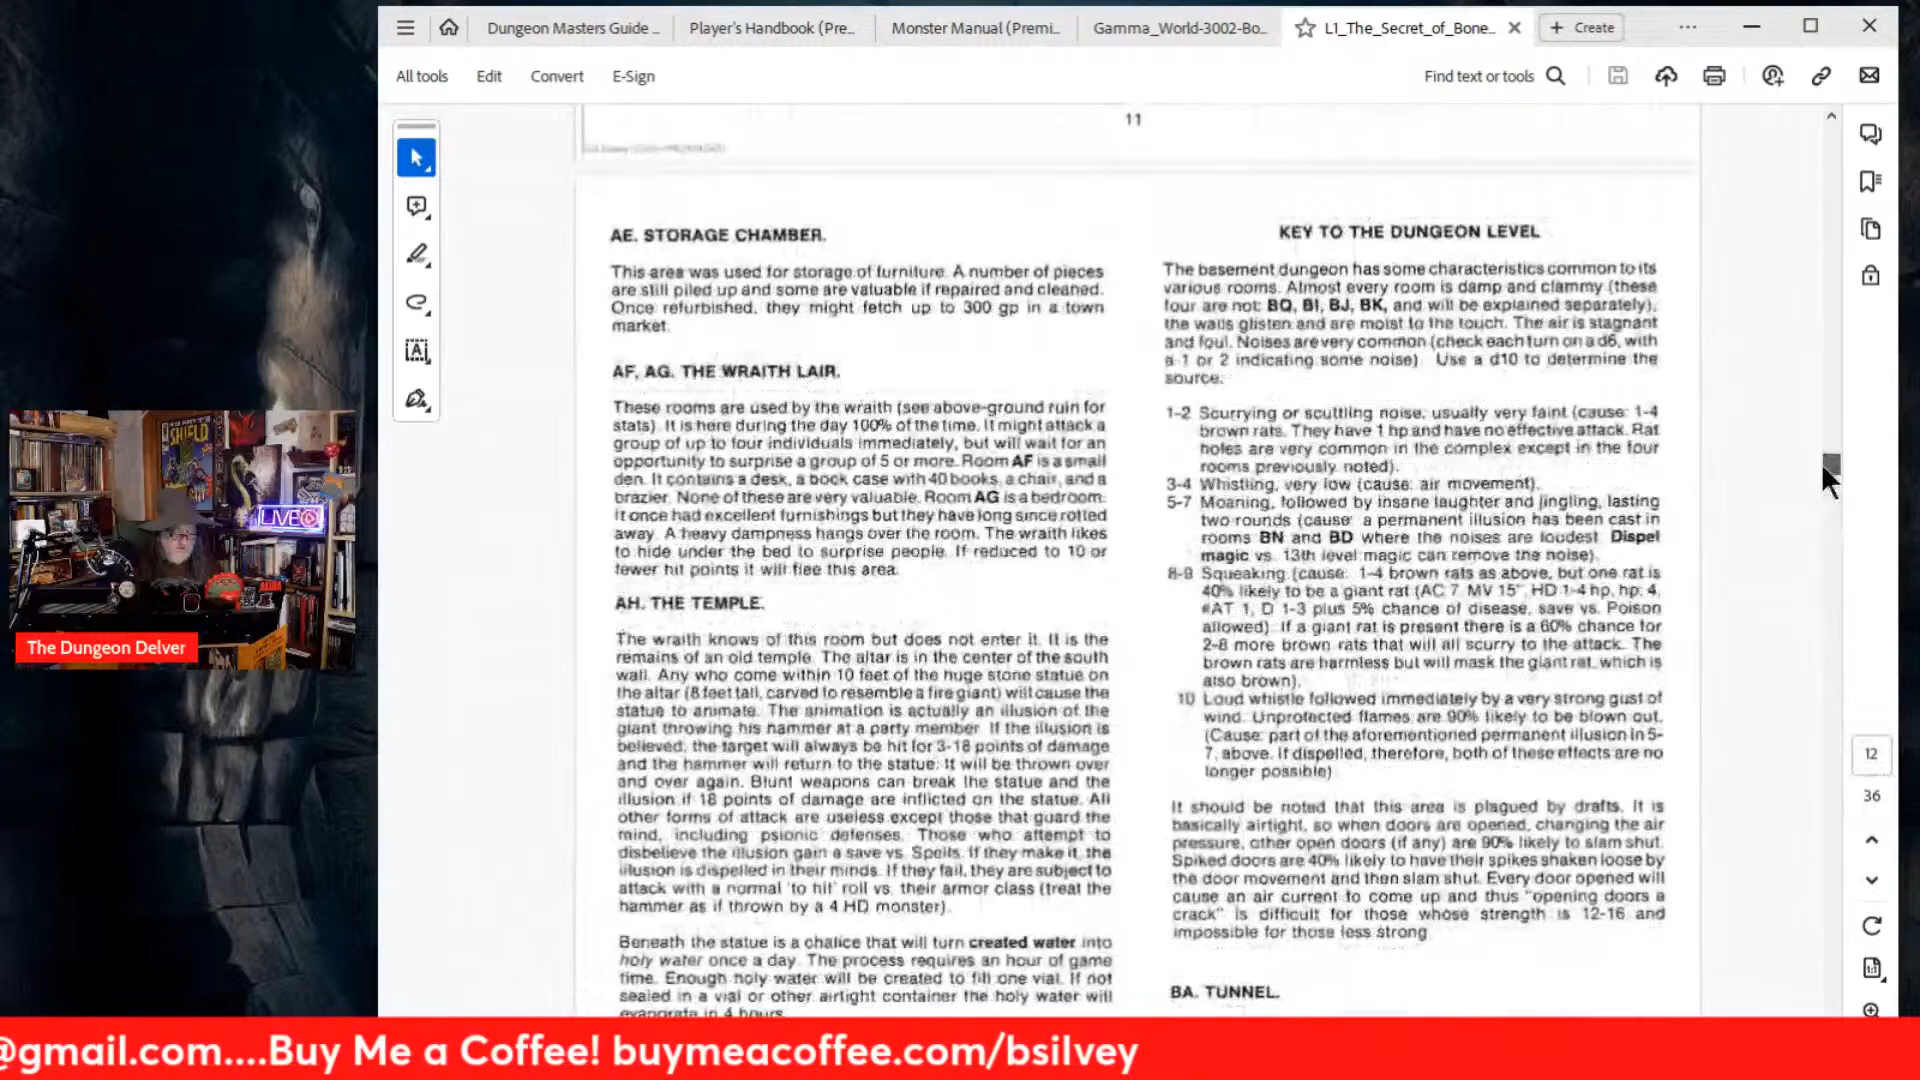 Dungeon Masters Guide ...
Player's Handbook (Pre...
Monster Manual (Premi...
Gamma_World-3002-Bo...
L1_The_Secret_of_Bone...
Create
All tools
Edit
Convert
E-Sign
Find text or tools
11
AE. STORAGE CHAMBER.
This area was used for storage of furniture. A number of pieces
are still piled up and some are valuable if repaired and cleaned.
Once refurbished, they might fetch up to 300 gp in a town
market.
AF, AG. THE WRAITH LAIR.
These rooms are used by the wraith (see above-ground ruin for
stats). It is here during the day 100% of the time. It might attack a
group of up to four individuals immediately, but will wait for an
opportunity to surprise a group of 5 or more. Room AF is a small
den. It contains a desk, a book case with 40 books, a chair, and a
brazier. None of these are very valuable. Room AG is a bedroom.
It once had excellent furnishings but they have long since rotted
away. A heavy dampness hangs over the room. The wraith likes
to hide under the bed to surprise people. If reduced to 10 or
fewer hit points it will flee this area.
AH. THE TEMPLE.
The wraith knows of this room but does not enter it. It is the
remains of an old temple. The altar is in the center of the south
wall. Any who come within 10 feet of the huge stone statue on
the altar (8 feet tall, carved to resemble a fire giant) will cause the
statue to animate. The animation is actually an illusion of the
giant throwing his hammer at a party member. If the illusion is
believed, the target will always be hit for 3-18 points of damage
and the hammer will return to the statue. It will be thrown over
and over again. Blunt weapons can break the statue and the
illusion if 18 points of damage are inflicted on the statue. All
other forms of attack are useless except those that guard the
mind, including psionic defenses. Those who attempt to
disbelieve the illusion gain a save vs. Spells. If they make it, the
illusion is dispelled in their minds. If they fail, they are subject to
attack with a normal 'to hit' roll vs. their armor class (treat the
hammer as if thrown by a 4 HD monster).
Beneath the statue is a chalice that will turn created water into
holy water once a day. The process requires an hour of game
time. Enough holy water will be created to fill one vial. If not
sealed in a vial or other airtight container the holy water will
evaporate in 4 hours.
KEY TO THE DUNGEON LEVEL
The basement dungeon has some characteristics common to its
various rooms. Almost every room is damp and clammy (these
four are not: BQ, BI, BJ, BK, and will be explained separately),
the walls glisten and are moist to the touch. The air is stagnant
and foul. Noises are very common (check each turn on a d6, with
a 1 or 2 indicating some noise). Use a d10 to determine the
source.
1-2 Scurrying or scuttling noise, usually very faint (cause: 1-4
brown rats. They have 1 hp and have no effective attack. Rat
holes are very common in the complex except in the four
rooms previously noted).
3-4 Whistling, very low (cause: air movement).
5-7 Moaning, followed by insane laughter and jingling, lasting
two rounds (cause: a permanent illusion has been cast in
rooms BN and BD where the noises are loudest. Dispel
magic vs. 13th level magic can remove the noise).
8-9 Squeaking (cause: 1-4 brown rats as above, but one rat is
40% likely to be a giant rat (AC 7 MV 15", HD 1-4 hp, hp: 4,
#AT 1, D 1-3 plus 5% chance of disease, save vs. Poison
allowed). If a giant rat is present there is a 60% chance for
2-8 more brown rats that will all scurry to the attack. The
brown rats are harmless but will mask the giant rat, which is
also brown).
10 Loud whistle followed immediately by a very strong gust of
wind. Unprotected flames are 90% likely to be blown out.
(Cause: part of the aforementioned permanent illusion in 5-
7, above. If dispelled, therefore, both of these effects are no
longer possible)
It should be noted that this area is plagued by drafts. It is
basically airtight, so when doors are opened, changing the air
pressure, other open doors (if any) are 90% likely to slam shut.
Spiked doors are 40% likely to have their spikes shaken loose by
the door movement and then slam shut. Every door opened will
cause an air current to come up and thus "opening doors a
crack" is difficult for those whose strength is 12-16 and
impossible for those less strong
BA. TUNNEL.
12
36
SHIELD
LIVE
The Dungeon Delver
@gmail.com....Buy Me a Coffee! buymeacoffee.com/bsilvey